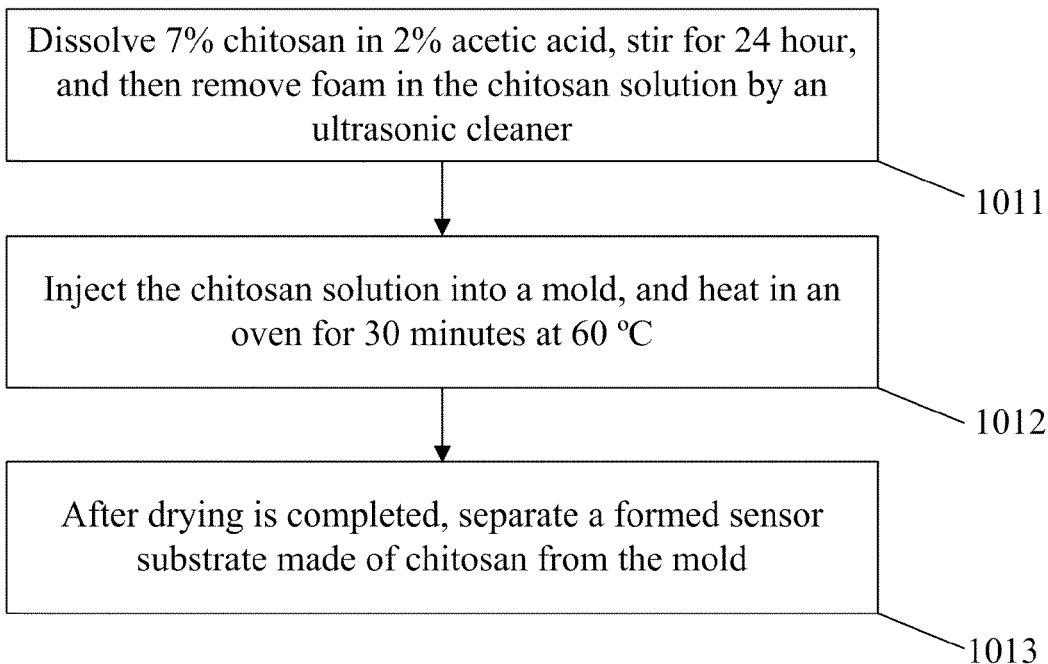 Dissolve 7% chitosan in 2% acetic acid, stir for 24 hour,
and then remove foam in the chitosan solution by an
ultrasonic cleaner
1011
Inject the chitosan solution into a mold, and heat in an
oven for 30 minutes at 60 ºC
1012
After drying is completed, separate a formed sensor
substrate made of chitosan from the mold
1013